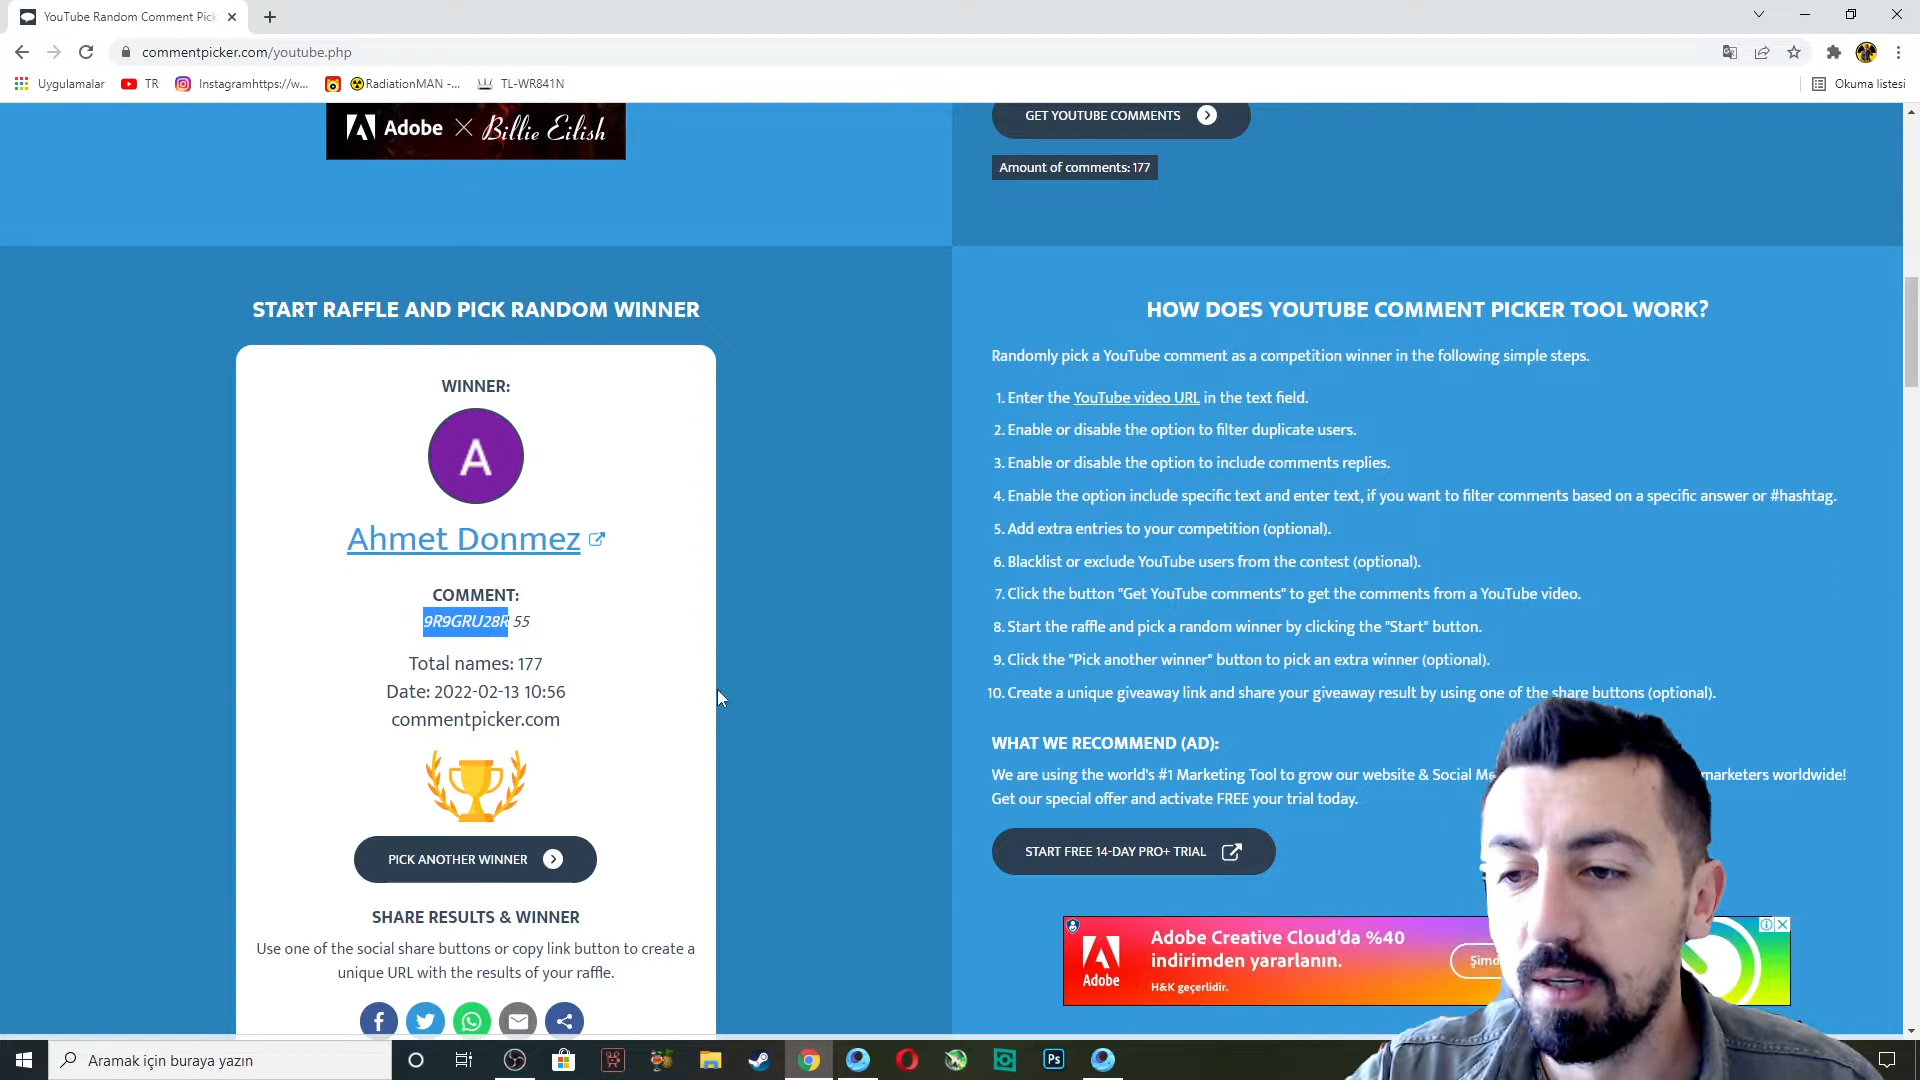 YouTube Random Comment Pick
commentpicker.com/youtube.php
Uygulamalar
TR
Instagramhttps://w...
RadiationMAN -...
TL-WR841N
Okuma listesi
Adobe × Billie Eilish
GET YOUTUBE COMMENTS
Amount of comments: 177
START RAFFLE AND PICK RANDOM WINNER
WINNER:
A
Ahmet Donmez
COMMENT:
9R9GRU28R 55
Total names: 177
Date: 2022-02-13 10:56
commentpicker.com
PICK ANOTHER WINNER
SHARE RESULTS & WINNER
Use one of the social share buttons or copy link button to create a
unique URL with the results of your raffle.
HOW DOES YOUTUBE COMMENT PICKER TOOL WORK?
Randomly pick a YouTube comment as a competition winner in the following simple steps.
1. Enter the YouTube video URL in the text field.
2. Enable or disable the option to filter duplicate users.
3. Enable or disable the option to include comments replies.
4. Enable the option include specific text and enter text, if you want to filter comments based on a specific answer or #hashtag.
5. Add extra entries to your competition (optional).
6. Blacklist or exclude YouTube users from the contest (optional).
7. Click the button "Get YouTube comments" to get the comments from a YouTube video.
8. Start the raffle and pick a random winner by clicking the "Start" button.
9. Click the "Pick another winner" button to pick an extra winner (optional).
10. Create a unique giveaway link and share your giveaway result by using one of the share buttons (optional).
WHAT WE RECOMMEND (AD):
We are using the world's #1 Marketing Tool to grow our website & Social Me marketers worldwide!
Get our special offer and activate FREE your trial today.
START FREE 14-DAY PRO+ TRIAL
Adobe
Adobe Creative Cloud'da %40
indirimden yararlanın.
H&K geçerlidir.
Şimd
Aramak için buraya yazın
Ps